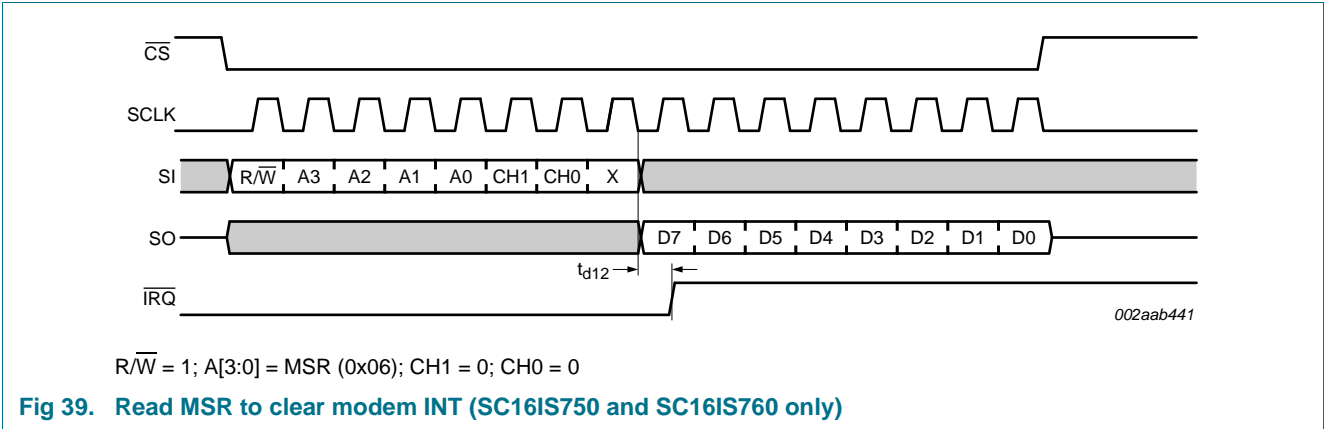 CS
SCLK
SI R/W A3 A2 A1 A0 CH1 CH0 X
SO D7 D6 D5 D4 D3 D2 D1 D0
td12
IRQ
002aab441
R/W = 1; A[3:0] = MSR (0x06); CH1 = 0; CH0 = 0
Fig 39. Read MSR to clear modem INT (SC16IS750 and SC16IS760 only)